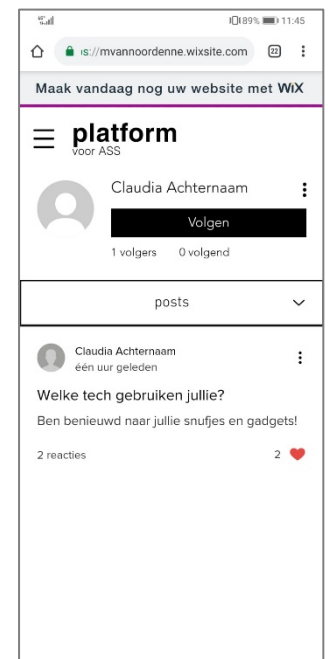 89% 11:45
s://mvannoordenne.wixsite.com 22
Maak vandaag nog uw website met WiX
platform
voor ASS
Claudia Achternaam
Volgen
1 volgers 0 volgend
posts
Claudia Achternaam
één uur geleden
Welke tech gebruiken jullie?
Ben benieuwd naar jullie snufjes en gadgets!
2 reacties 2